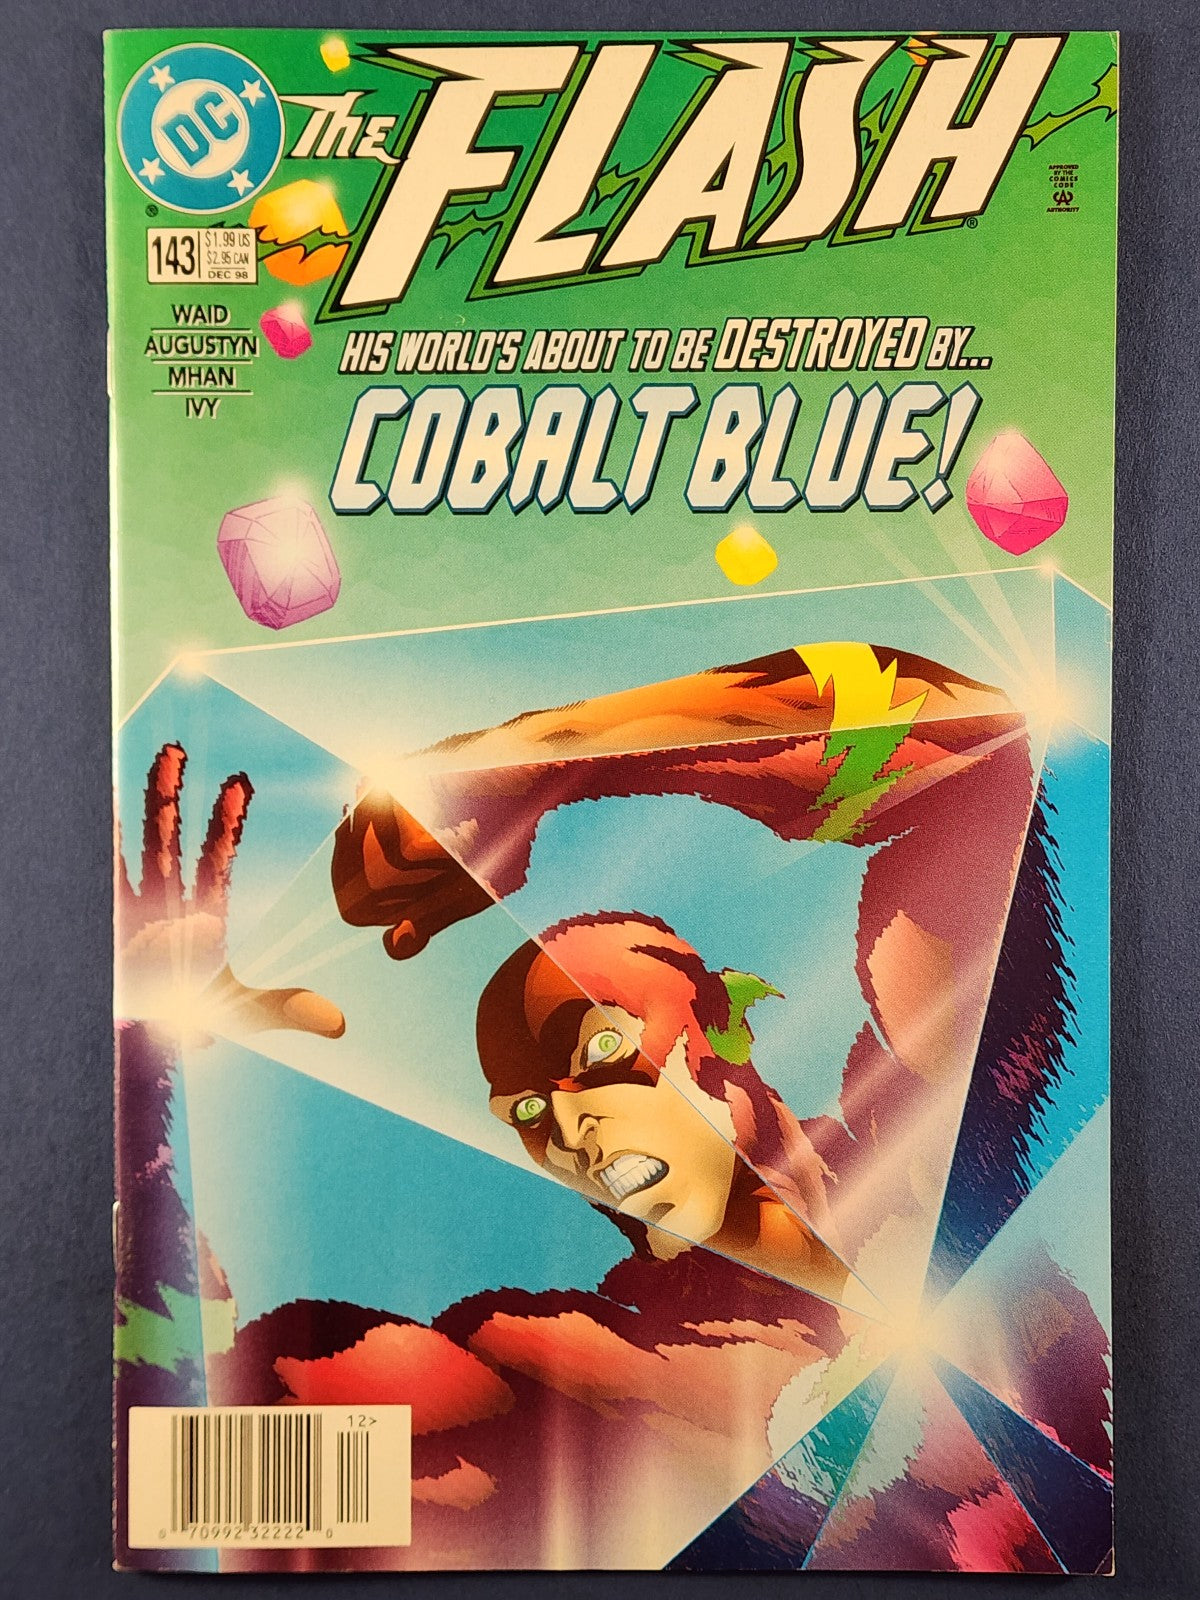 DC
The FLASH
®
APPROVED
BY THE
COMICS
CODE
CA
AUTHORITY
143
$1.99 US
$2.95 CAN
DEC 98
WAID
AUGUSTYN
MHAN
IVY
HIS WORLD'S ABOUT TO BE DESTROYED BY...
COBALT BLUE!
12>
0 70992 32222 0